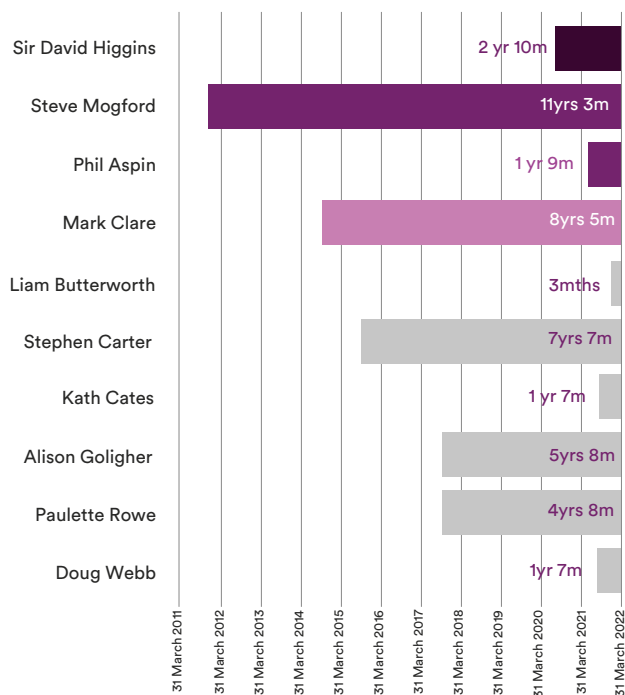 Sir David Higgins 2 yr 10m
Steve Mogford 11yrs 3m
Phil Aspin 1 yr 9m
Mark Clare 8yrs 5m
Liam Butterworth 3mths
Stephen Carter 7yrs 7m
Kath Cates 1 yr 7m
Alison Goligher 5yrs 8m
Paulette Rowe 4yrs 8m
Doug Webb 1yr 7m
31 March 2011
31 March 2012
31 March 2013
31 March 2014
31 March 2015
31 March 2016
31 March 2017
31 March 2018
31 March 2019
31 March 2020
31 March 2021
31 March 2022